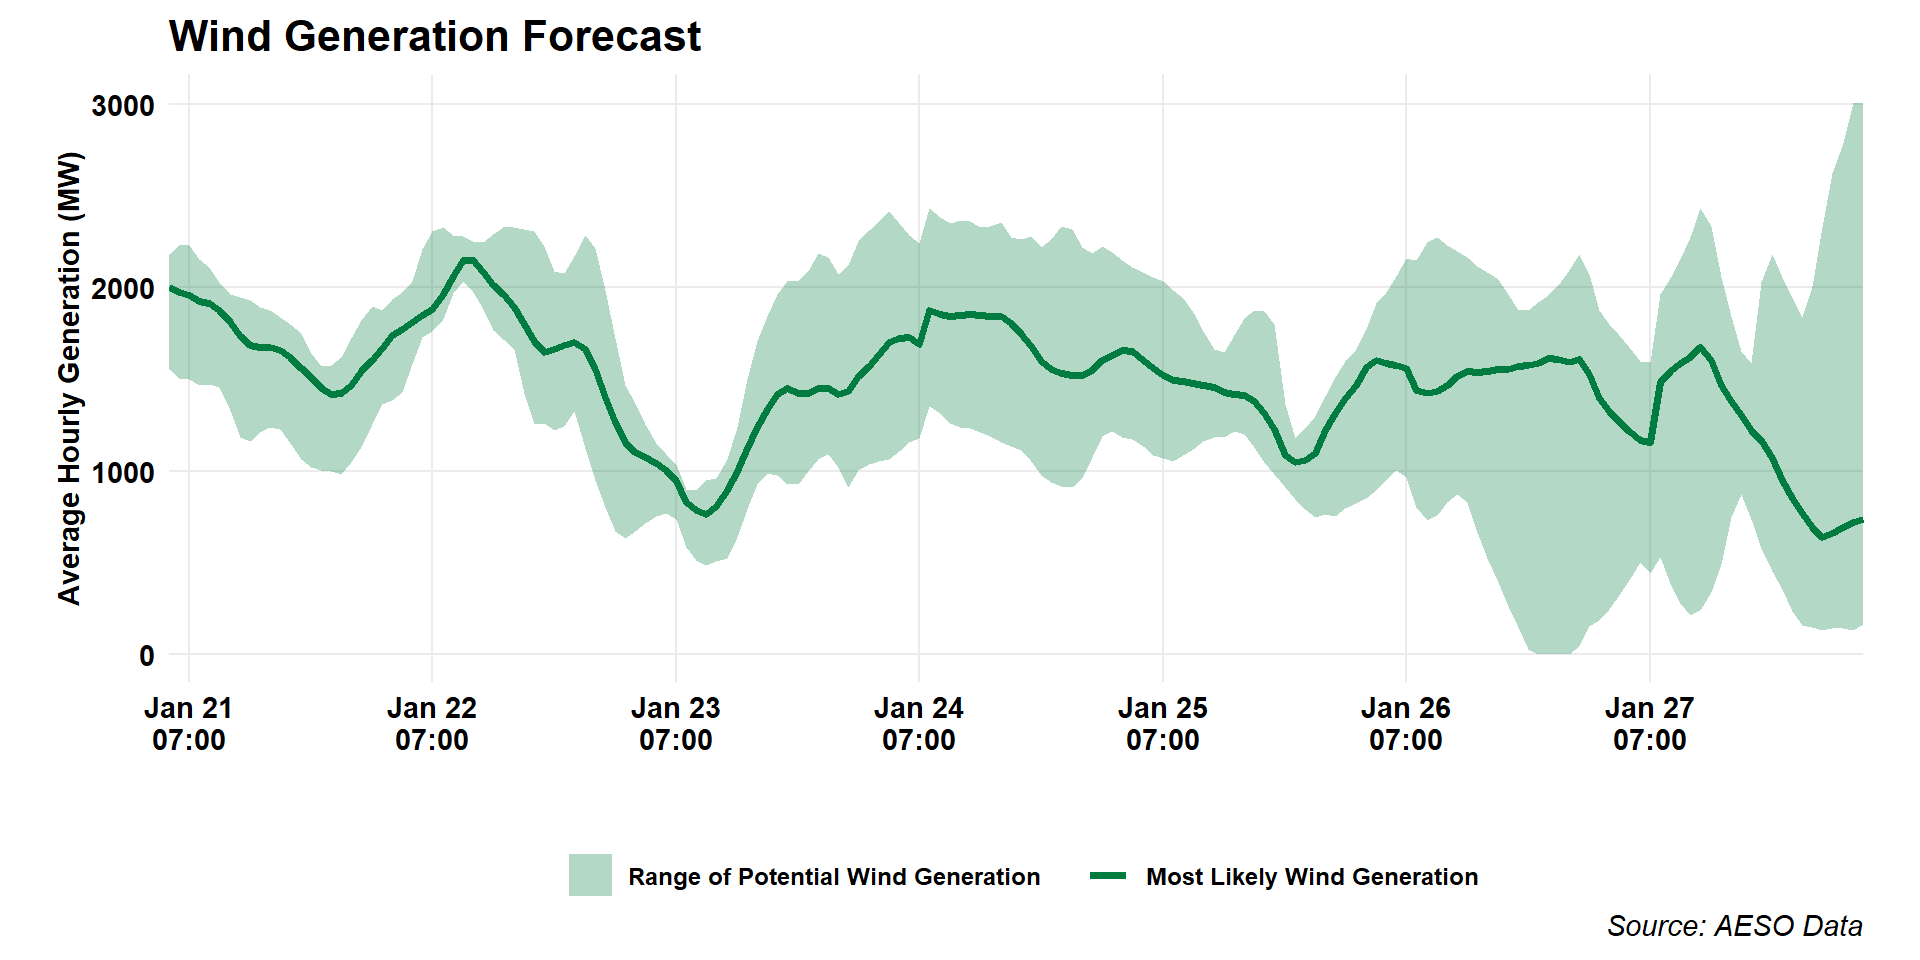 Wind Generation Forecast
Average Hourly Generation (MW)
3000
2000
1000
0
Jan 21 Jan 22 Jan 23 Jan 24 Jan 25 Jan 26 Jan 27
07:00 07:00 07:00 07:00 07:00 07:00 07:00
Range of Potential Wind Generation Most Likely Wind Generation
Source: AESO Data